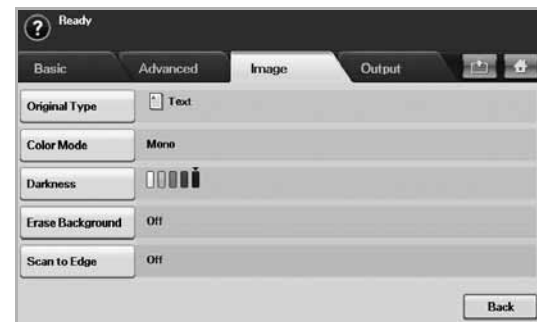 Ready
Basic Advanced Image Output
Original Type Text
Color Mode Mono
Darkness
Erase Background Off
Scan to Edge Off
Back